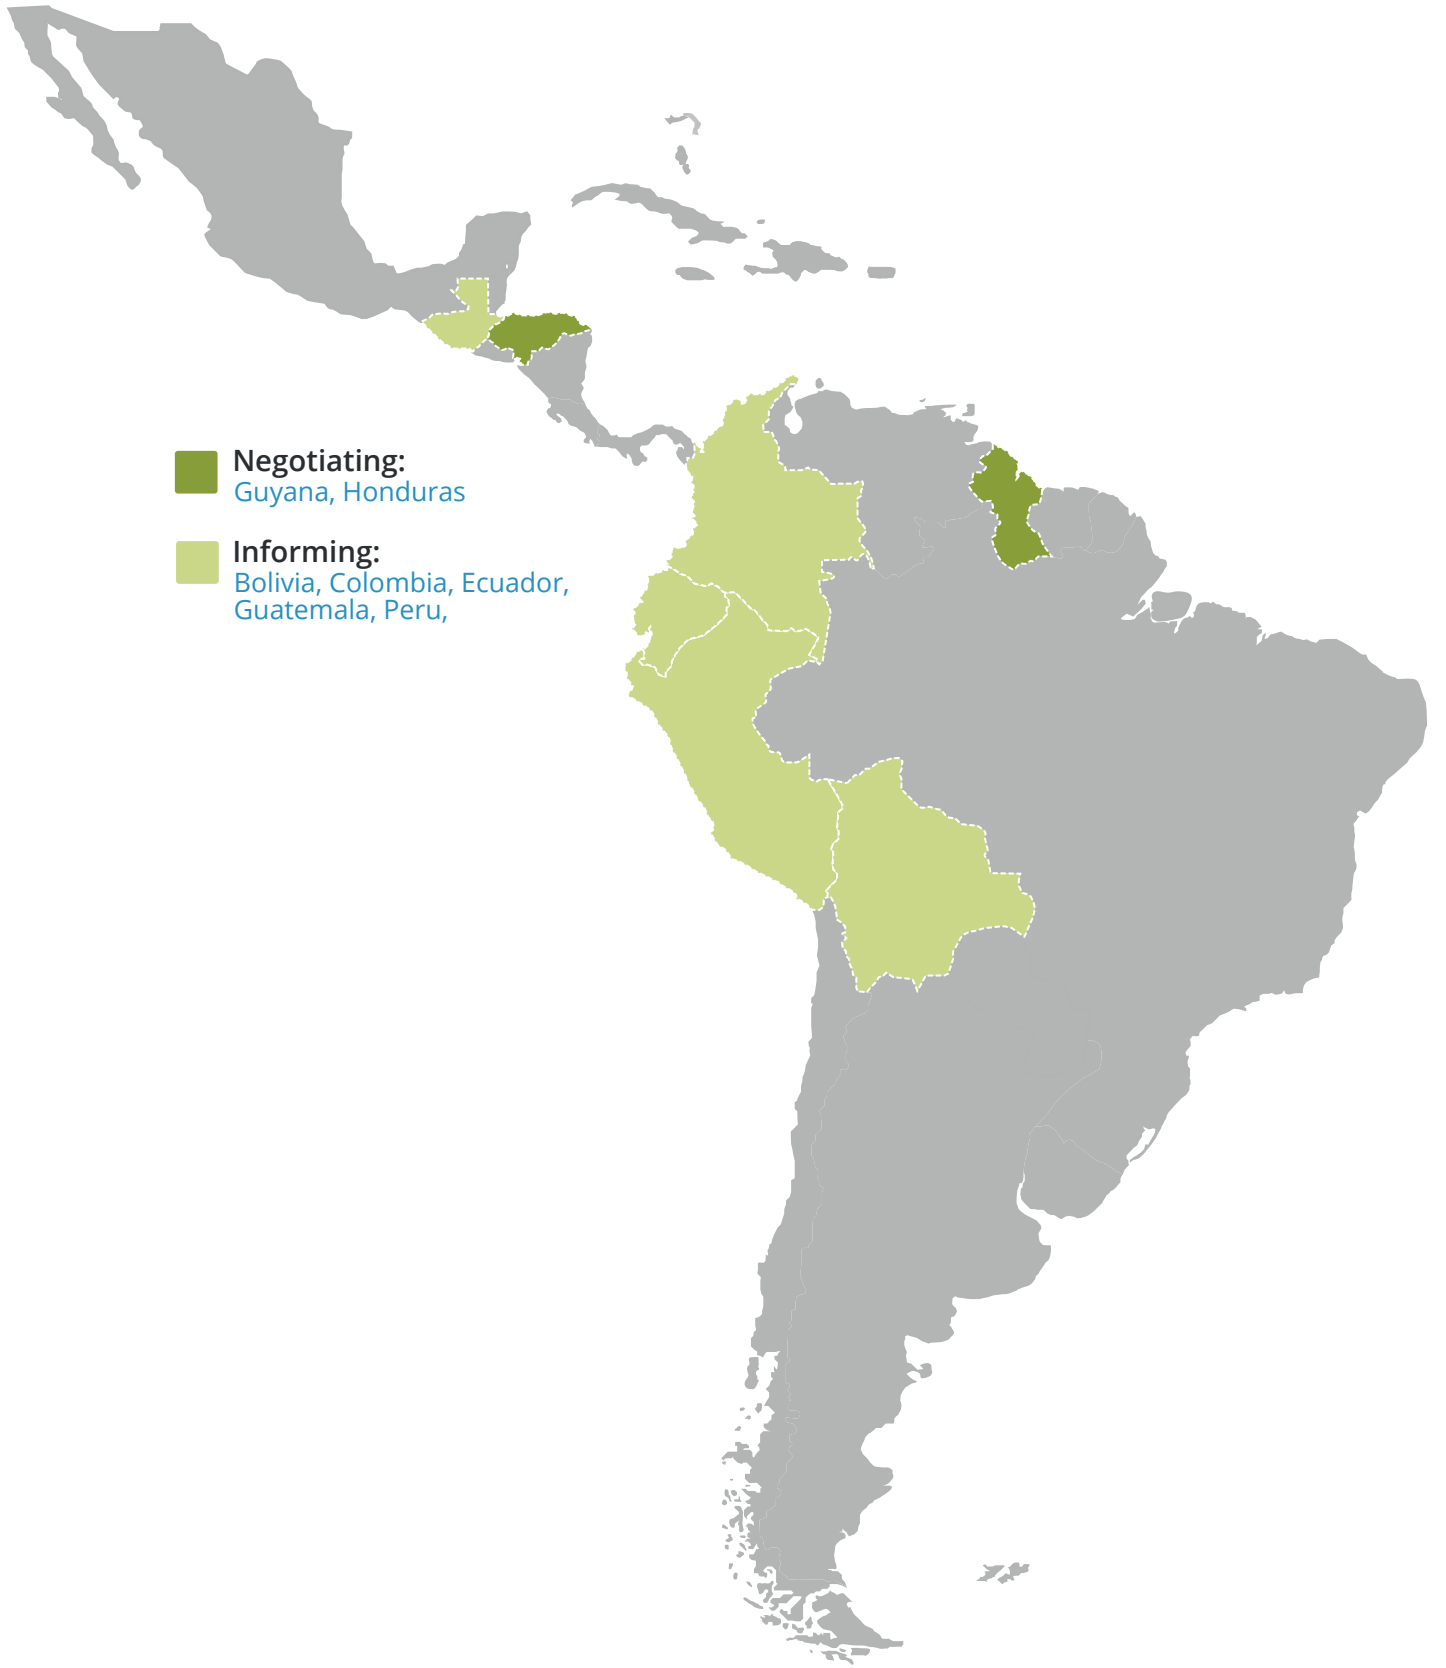 Negotiating:
Guyana, Honduras
Informing:
Bolivia, Colombia, Ecuador,
Guatemala, Peru,